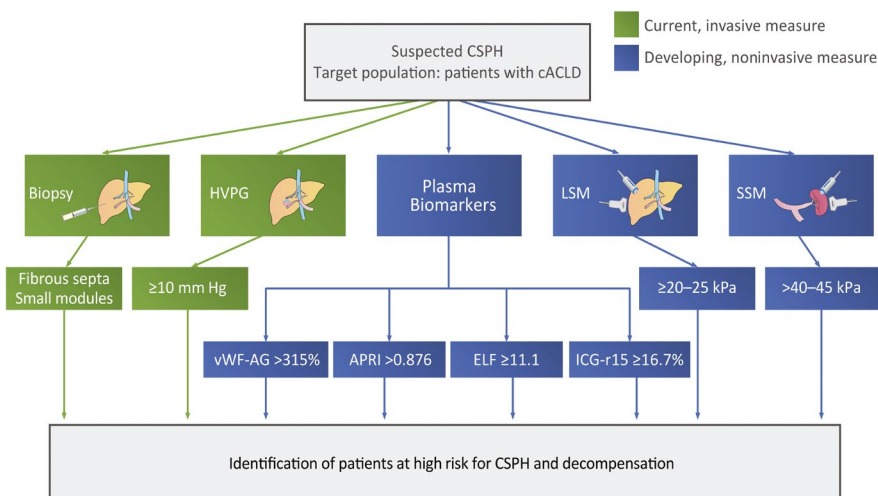 Current, invasive measure
Developing, noninvasive measure
Suspected CSPH
Target population: patients with cACLD
Biopsy
HVPG
Plasma
Biomarkers
LSM
SSM
Fibrous septa
Small modules
≥10 mm Hg
≥20–25 kPa
>40–45 kPa
vWF-AG >315%
APRI >0.876
ELF ≥11.1
ICG-r15 ≥16.7%
Identification of patients at high risk for CSPH and decompensation